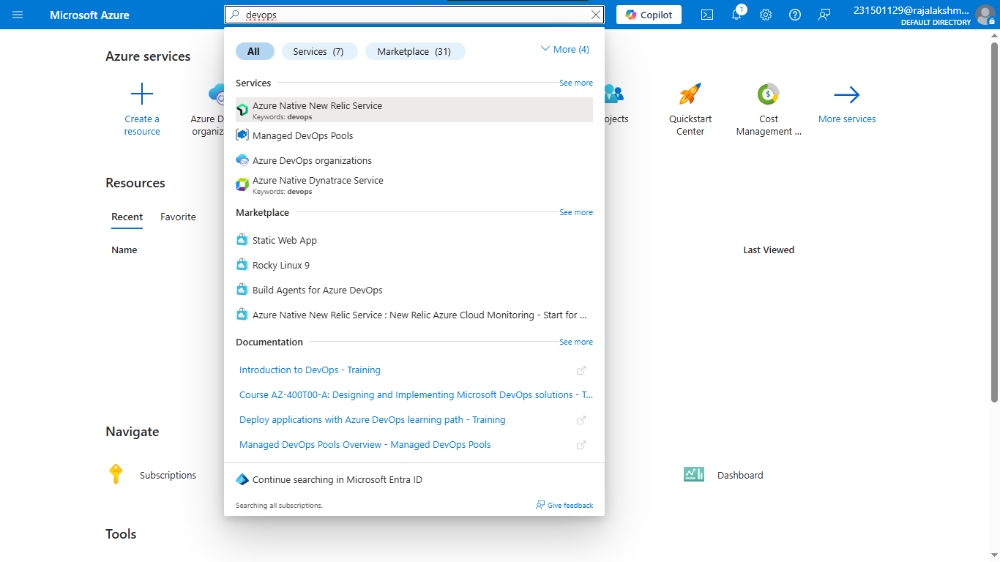 Microsoft Azure
devops
Copilot
1
231501129@rajalakshm...
DEFAULT DIRECTORY
All
Services (7)
Marketplace (31)
More (4)
Azure services
Create a
resource
Azure D
organiz
ojects
Quickstart
Center
Cost
Management ...
More services
Services
See more
Azure Native New Relic Service
Keywords: devops
Managed DevOps Pools
Azure DevOps organizations
Azure Native Dynatrace Service
Keywords: devops
Marketplace
See more
Static Web App
Rocky Linux 9
Build Agents for Azure DevOps
Azure Native New Relic Service : New Relic Azure Cloud Monitoring - Start for ...
Documentation
See more
Introduction to DevOps - Training
Course AZ-400T00-A: Designing and Implementing Microsoft DevOps solutions - T...
Deploy applications with Azure DevOps learning path - Training
Managed DevOps Pools Overview - Managed DevOps Pools
Continue searching in Microsoft Entra ID
Searching all subscriptions.
Give feedback
Resources
Recent
Favorite
Name
Last Viewed
Navigate
Subscriptions
Dashboard
Tools